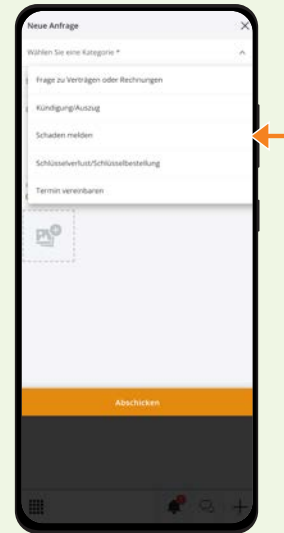 Neue Anfrage
Wählen Sie eine Kategorie *
Frage zu Verträgen oder Rechnungen
Kündigung/Auszug
Schaden melden
Schlüsselverlust/Schlüsselbestellung
Termin vereinbaren
Abschicken